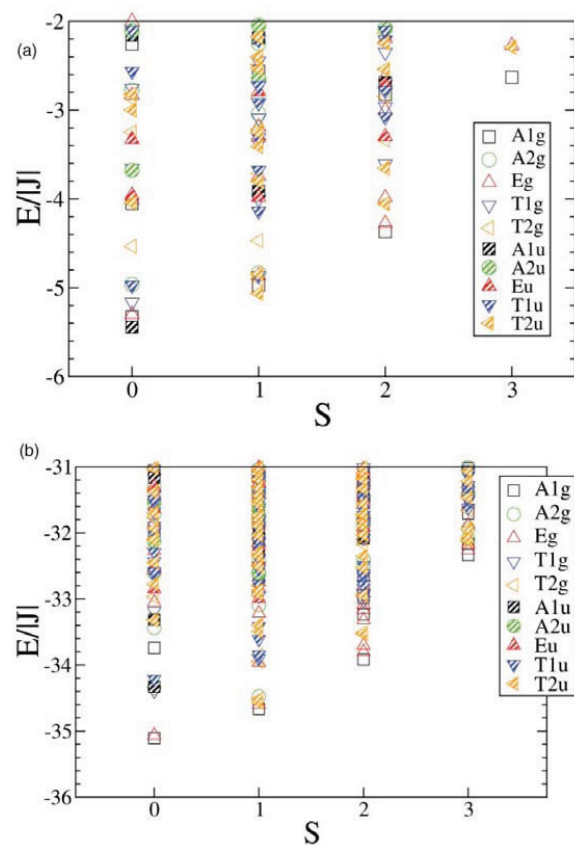 (a)
-2
-3
-4
-5
-6
E/|J|
0
1
2
3
S
A1g
A2g
Eg
T1g
T2g
A1u
A2u
Eu
T1u
T2u
(b)
-31
-32
-33
-34
-35
-36
E/|J|
0
1
2
3
S
A1g
A2g
Eg
T1g
T2g
A1u
A2u
Eu
T1u
T2u